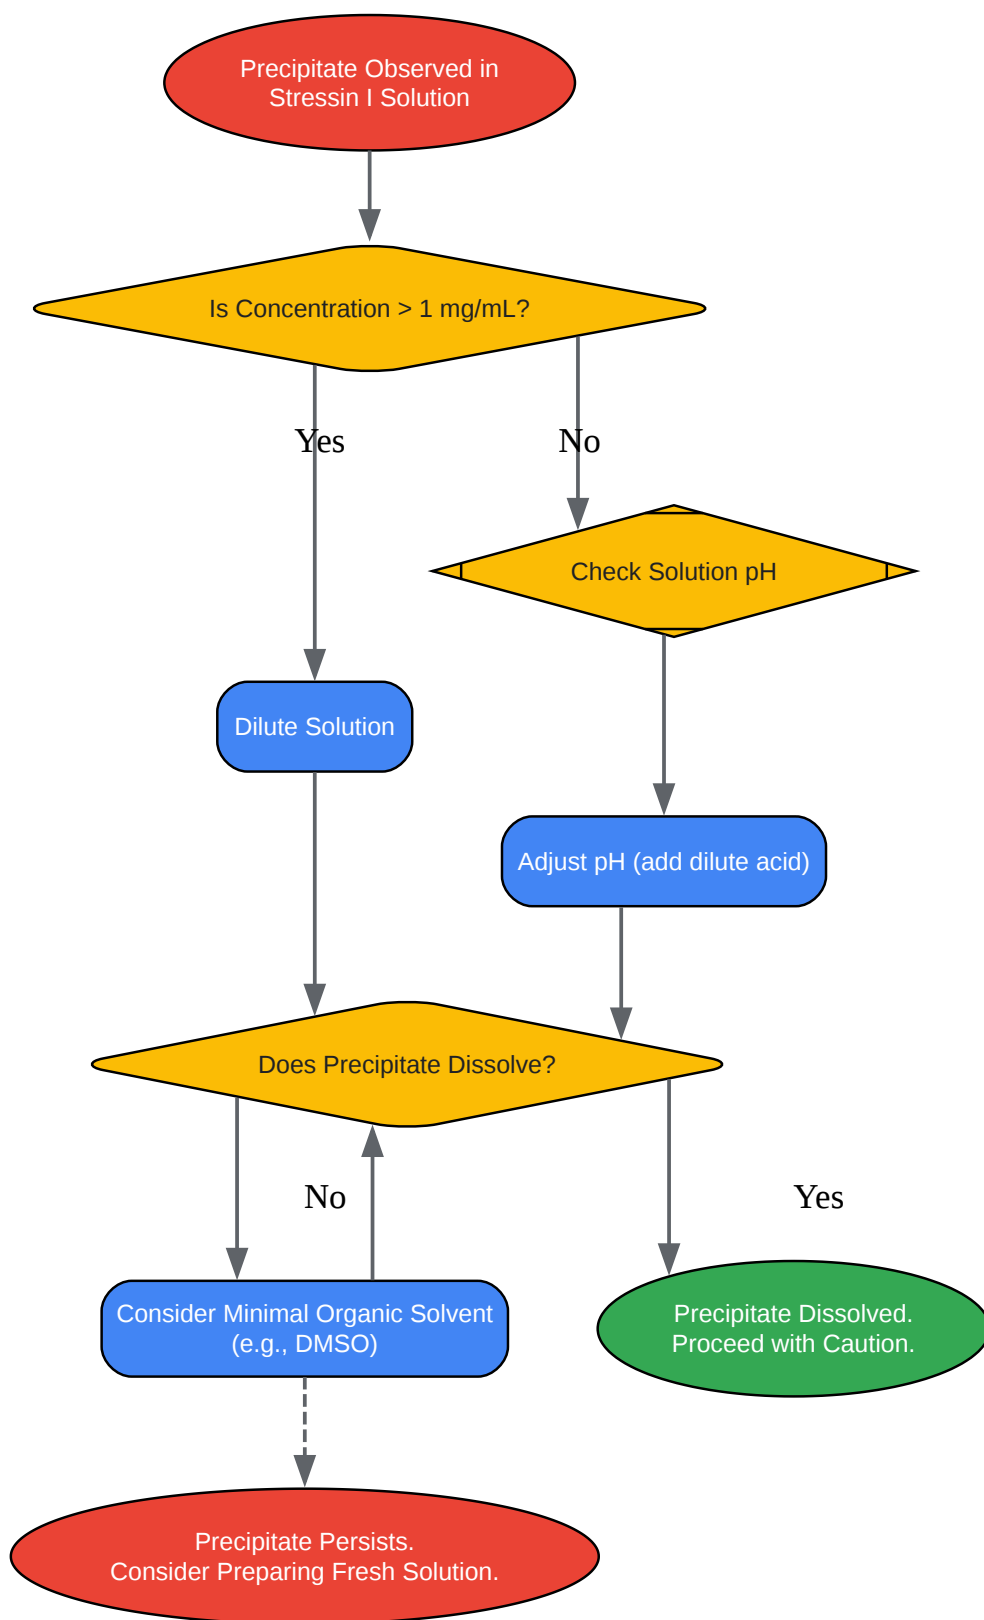 Precipitate Observed in
Stressin I Solution
Is Concentration > 1 mg/mL?
Yes
No
Check Solution pH
Dilute Solution
Adjust pH (add dilute acid)
Does Precipitate Dissolve?
No
Yes
Consider Minimal Organic Solvent
(e.g., DMSO)
Precipitate Dissolved.
Proceed with Caution.
Precipitate Persists.
Consider Preparing Fresh Solution.